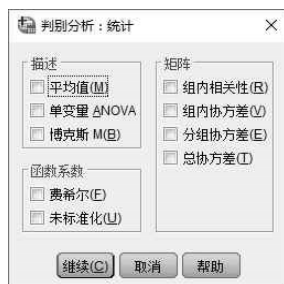 判别分析：统计
描述
平均值(M)
单变量 ANOVA
博克斯 M(B)
函数系数
费希尔(F)
未标准化(U)
矩阵
组内相关性(R)
组内协方差(V)
分组协方差(E)
总协方差(T)
继续(C)
取消
帮助